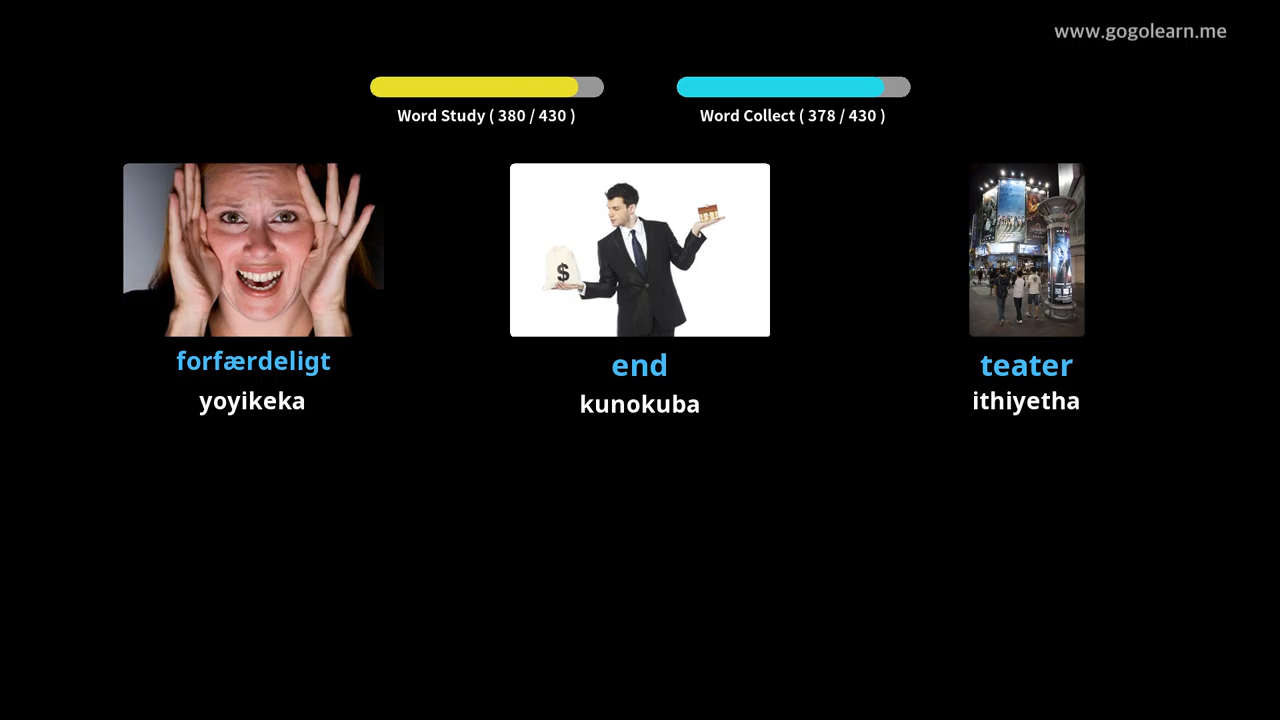 www.gogolearn.me
Word Study ( 380 / 430 )
Word Collect ( 378 / 430 )
$
forfærdeligt
end
teater
yoyikeka
kunokuba
ithiyetha